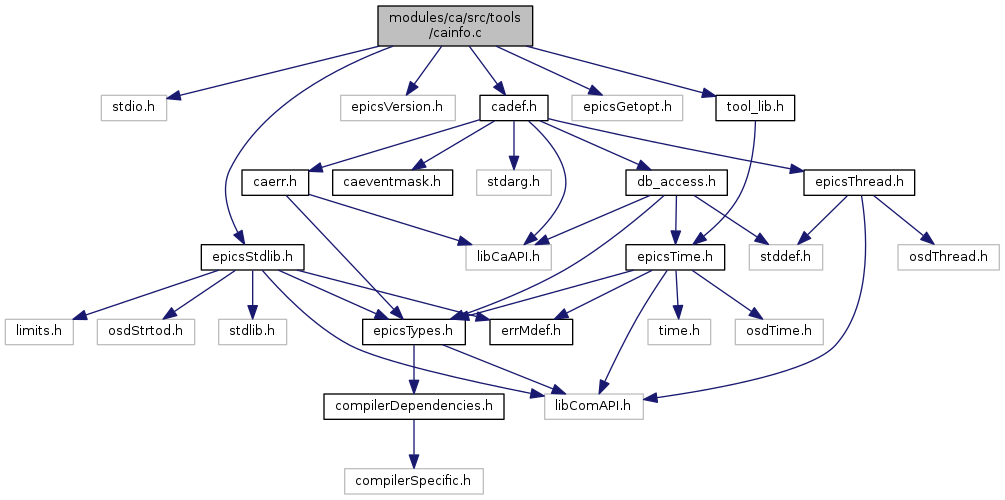 modules/ca/src/tools
/cainfo.c
stdio.h
epicsVersion.h
cadef.h
epicsGetopt.h
tool_lib.h
caerr.h
caeventmask.h
stdarg.h
db_access.h
epicsThread.h
epicsStdlib.h
libCaAPI.h
epicsTime.h
stddef.h
osdThread.h
limits.h
osdStrtod.h
stdlib.h
epicsTypes.h
errMdef.h
time.h
osdTime.h
compilerDependencies.h
libComAPI.h
compilerSpecific.h